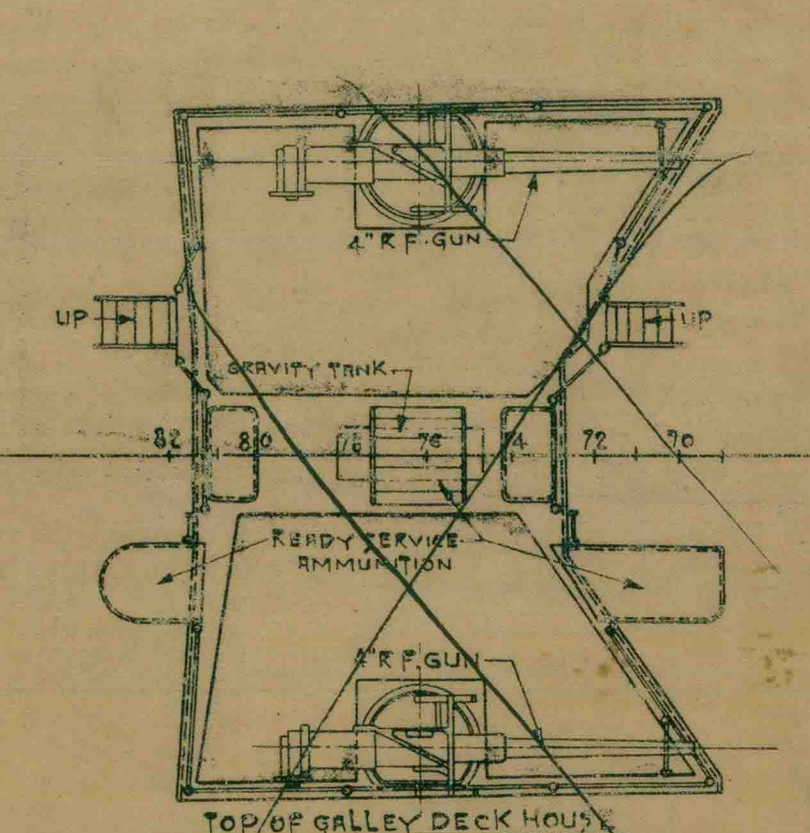 4" R F. GUN
UP
UP
GRAVITY TANK
82 80 78 76 74 72 70
READY SERVICE
AMMUNITION
4" R F. GUN
TOP OF GALLEY DECK HOUSE